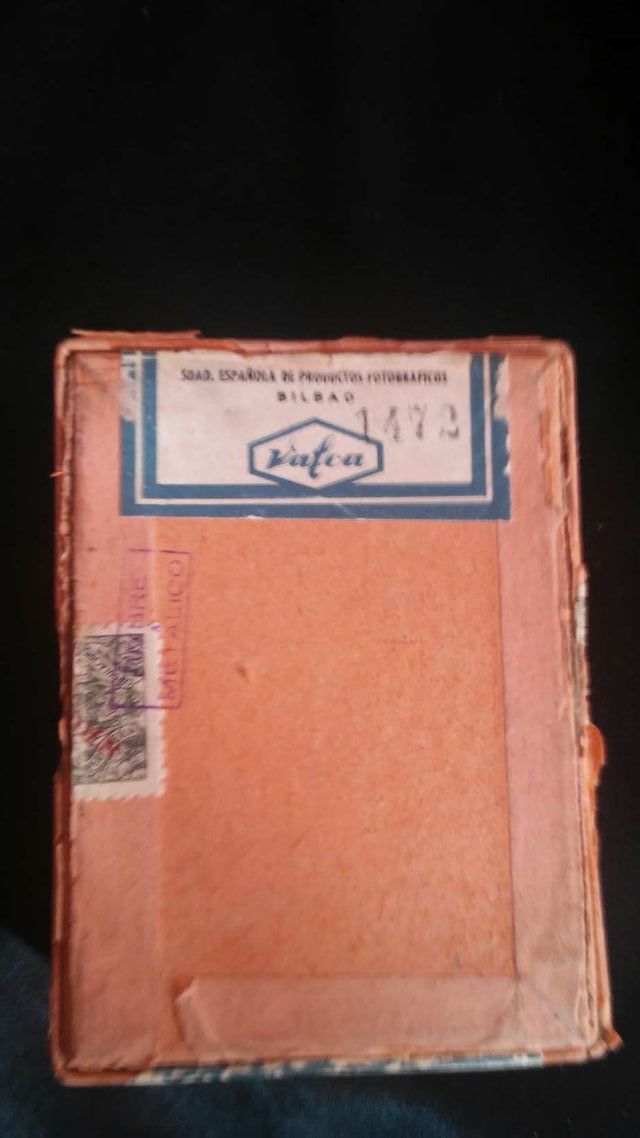 SDAD. ESPAÑOLA DE PRODUCTOS FOTOGRAFICOS
BILBAO
1472
Valca
TIMBRE
METALICO